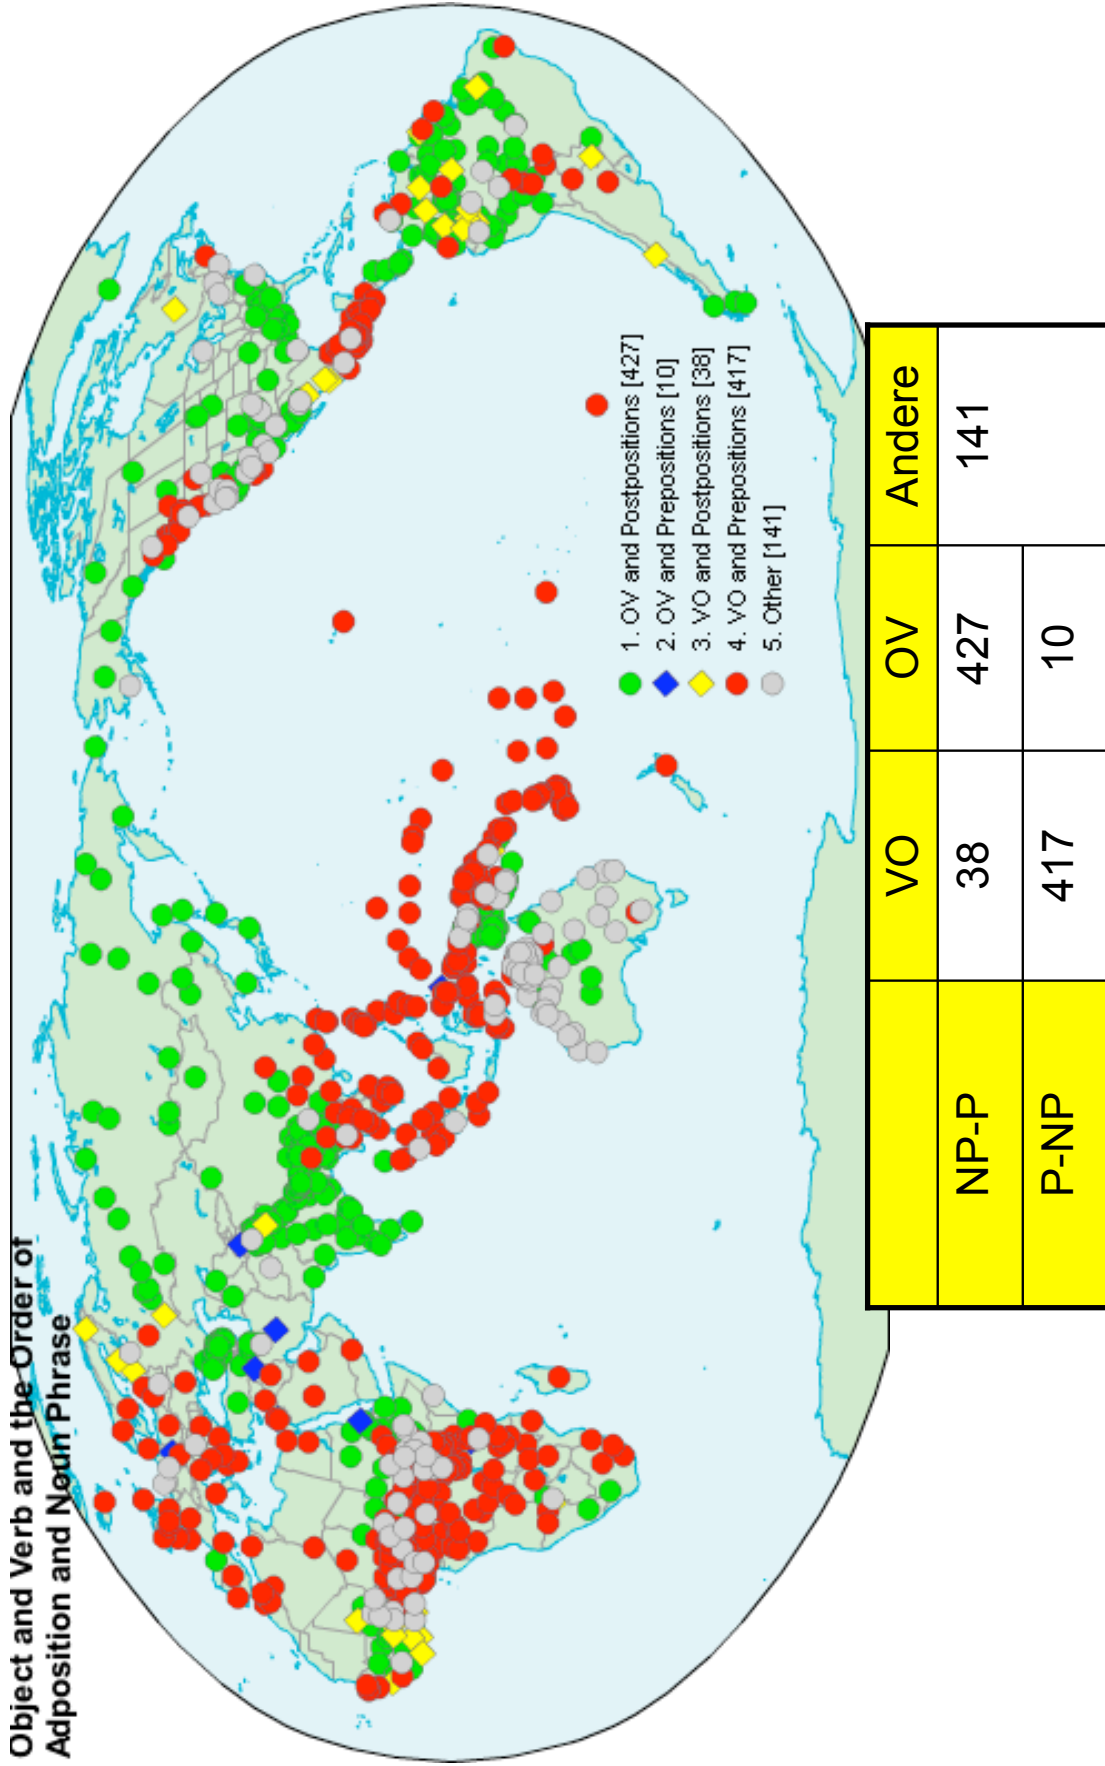 Object and Verb and the Order of
Adposition and Noun Phrase
1. OV and Postpositions [427]
2. OV and Prepositions [10]
3. VO and Postpositions [38]
4. VO and Prepositions [417]
5. Other [141]
VO OV Andere
NP-P 38 427 141
P-NP 417 10